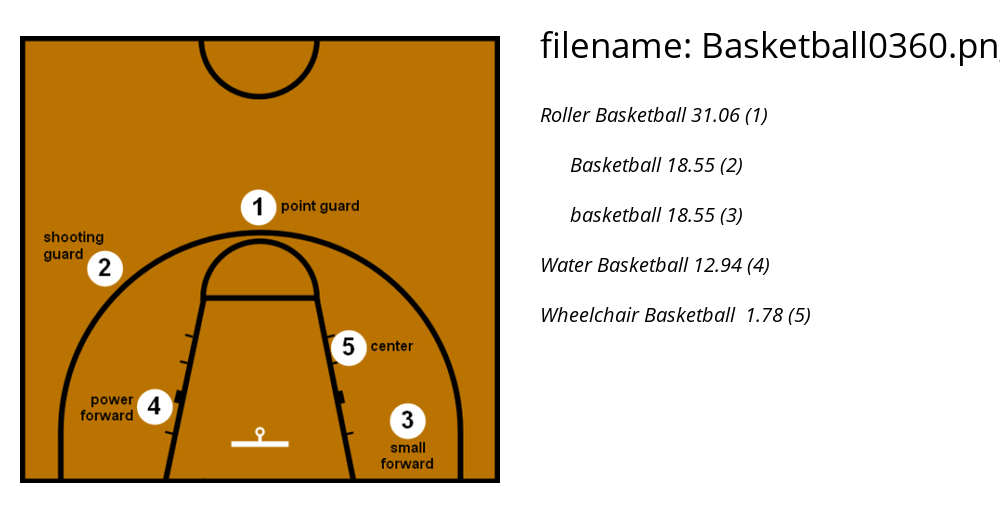 filename: Basketball0360.pn
Roller Basketball 31.06 (1)
Basketball 18.55 (2)
basketball 18.55 (3)
Water Basketball 12.94 (4)
Wheelchair Basketball 1.78 (5)
1 point guard
shooting
guard 2
5 center
power
forward 4
3
small
forward